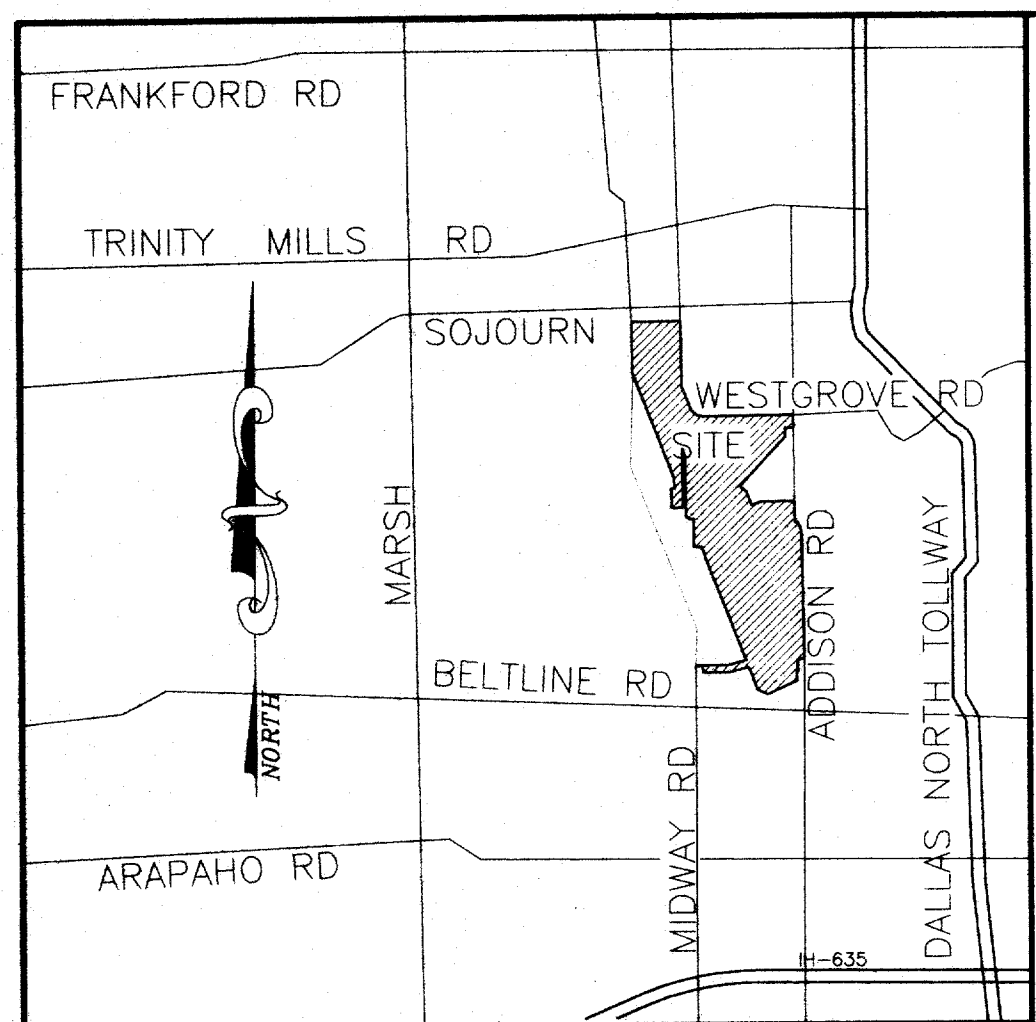 FRANKFORD RD
TRINITY MILLS RD
SOJOURN
WESTGROVE RD
SITE
MARSH
ADDISON RD
DALLAS NORTH TOLLWAY
BELTLINE RD
NORTH
MIDWAY RD
ARAPAHO RD
IH-635